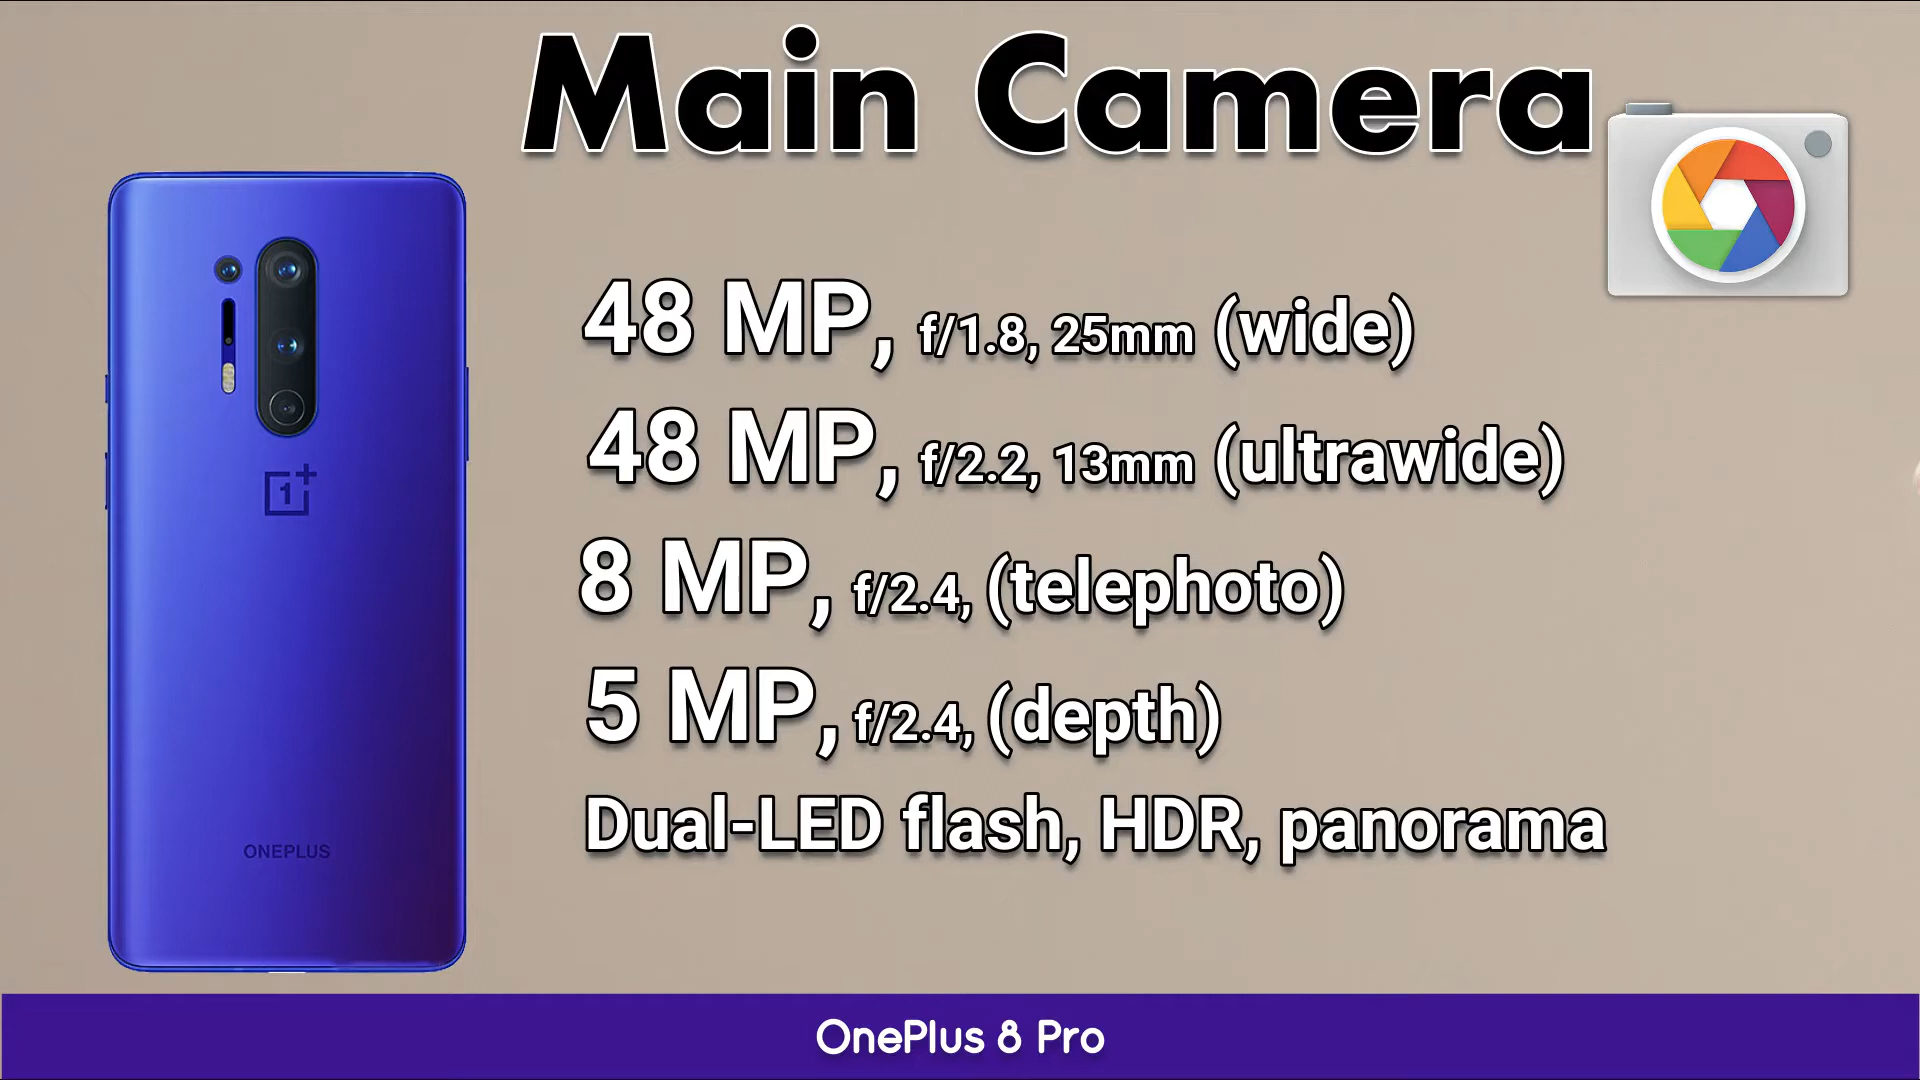 Main Camera
48 MP, f/1.8, 25mm (wide)
48 MP, f/2.2, 13mm (ultrawide)
8 MP, f/2.4, (telephoto)
5 MP, f/2.4, (depth)
Dual-LED flash, HDR, panorama
1+
ONEPLUS
OnePlus 8 Pro